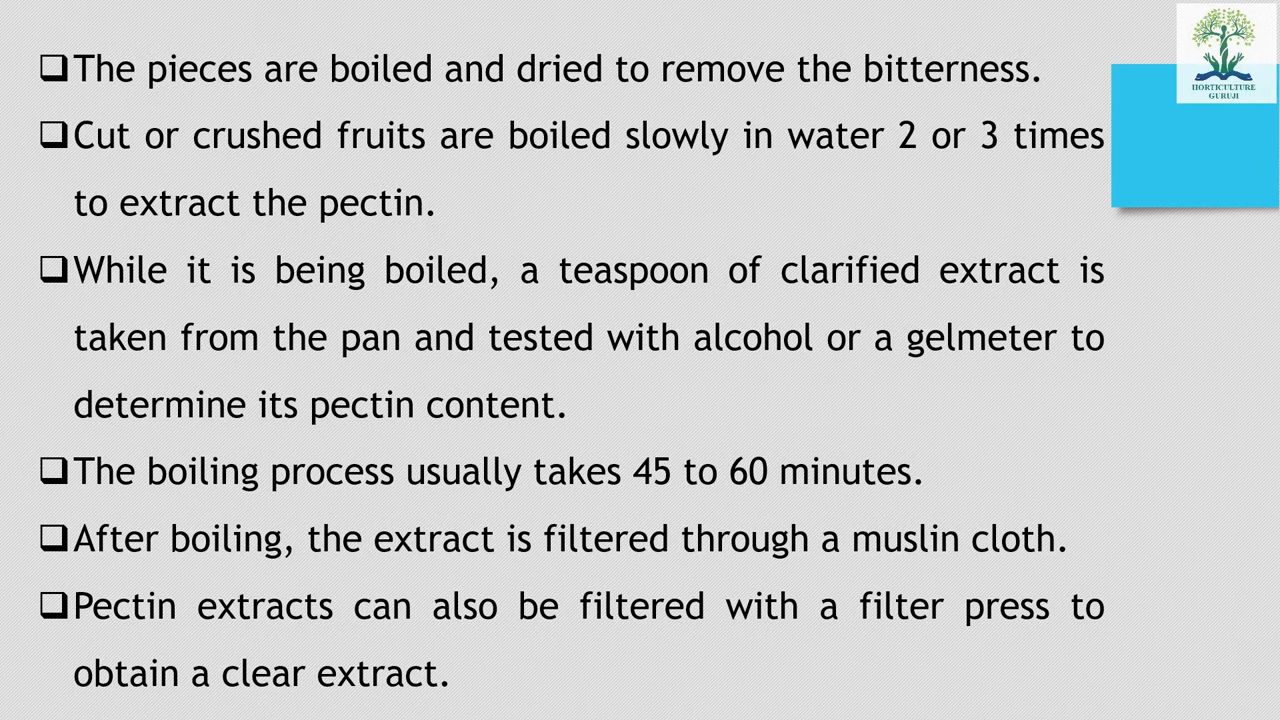 ❑The pieces are boiled and dried to remove the bitterness.
❑Cut or crushed fruits are boiled slowly in water 2 or 3 times
to extract the pectin.
❑While it is being boiled, a teaspoon of clarified extract is
taken from the pan and tested with alcohol or a gelmeter to
determine its pectin content.
❑The boiling process usually takes 45 to 60 minutes.
❑After boiling, the extract is filtered through a muslin cloth.
❑Pectin extracts can also be filtered with a filter press to
obtain a clear extract.
HORTICULTURE
GURUJI